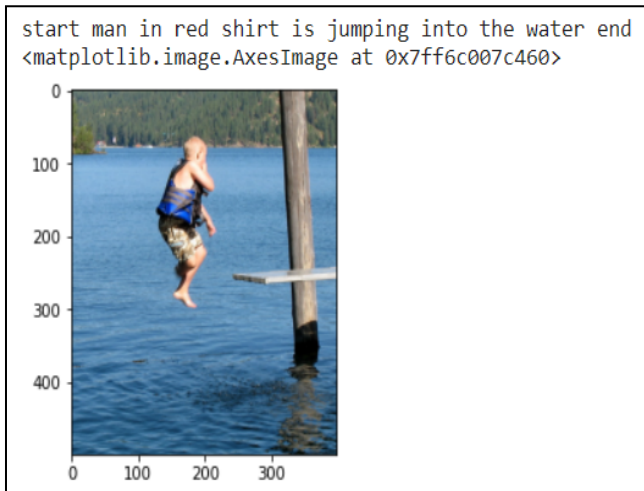 start man in red shirt is jumping into the water end
<matplotlib.image.AxesImage at 0x7ff6c007c460>
0
100
200
300
400
0 100 200 300